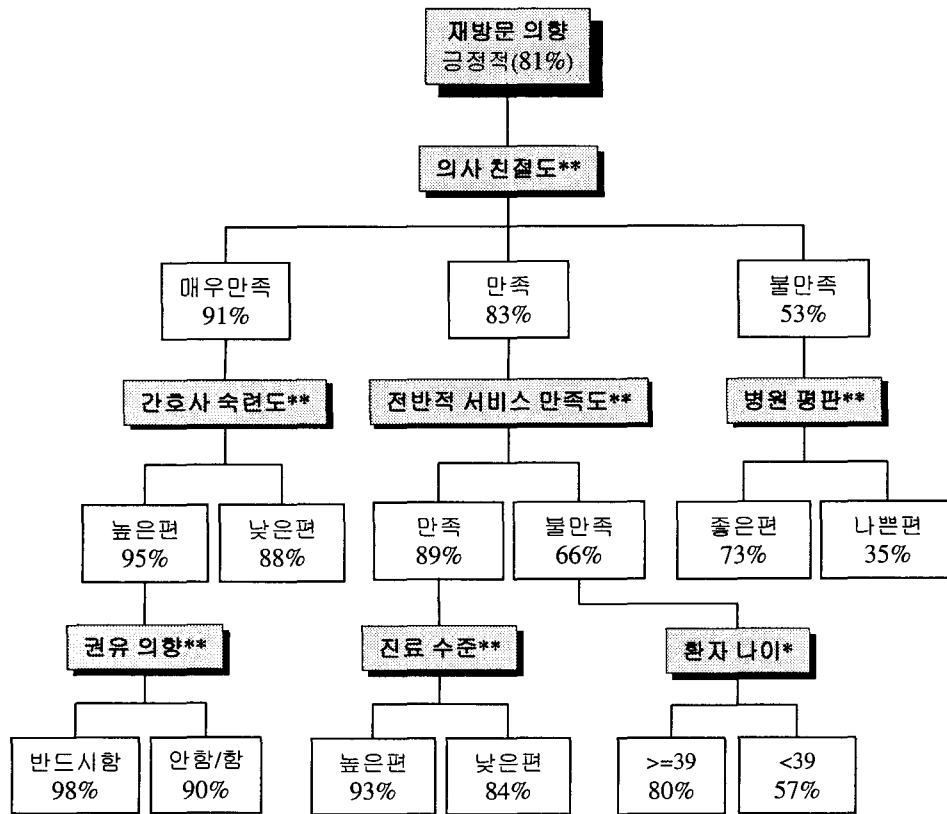 재방문 의향
긍정적(81%)
의사 친절도**
매우만족
91%
만족
83%
불만족
53%
간호사 숙련도**
전반적 서비스 만족도**
병원 평판**
높은편
95%
낮은편
88%
만족
89%
불만족
66%
좋은편
73%
나쁜편
35%
권유 의향**
진료 수준**
환자 나이*
반드시함
98%
안함/함
90%
높은편
93%
낮은편
84%
>=39
80%
<39
57%